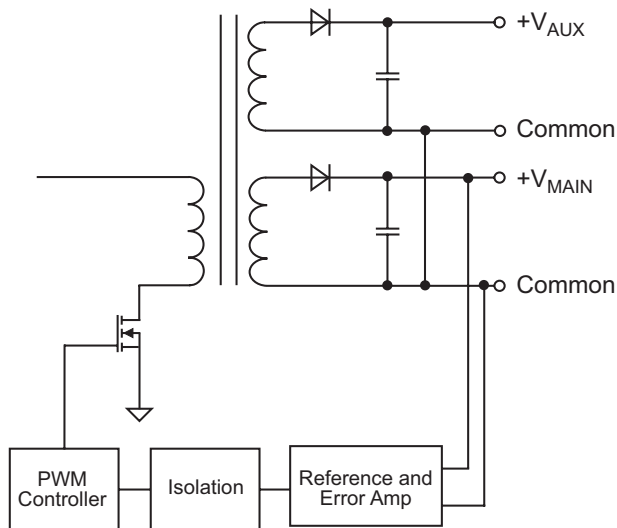 +VAUX
Common
+VMAIN
Common
PWM
Controller
Isolation
Reference and
Error Amp